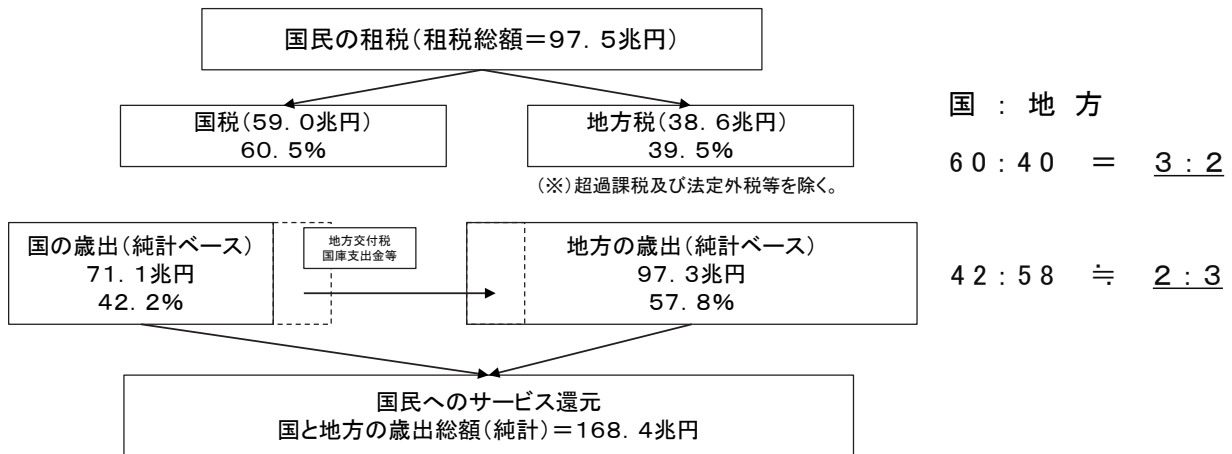 国民の租税(租税総額=97.5兆円)
国税(59.0兆円)
60.5%
地方税(38.6兆円)
39.5%
(※)超過課税及び法定外税等を除く。
国 : 地 方
60:40 = 3:2
国の歳出(純計ベース)
71.1兆円
42.2%
地方交付税
国庫支出金等
地方の歳出(純計ベース)
97.3兆円
57.8%
42:58 ≒ 2:3
国民へのサービス還元
国と地方の歳出総額(純計)=168.4兆円